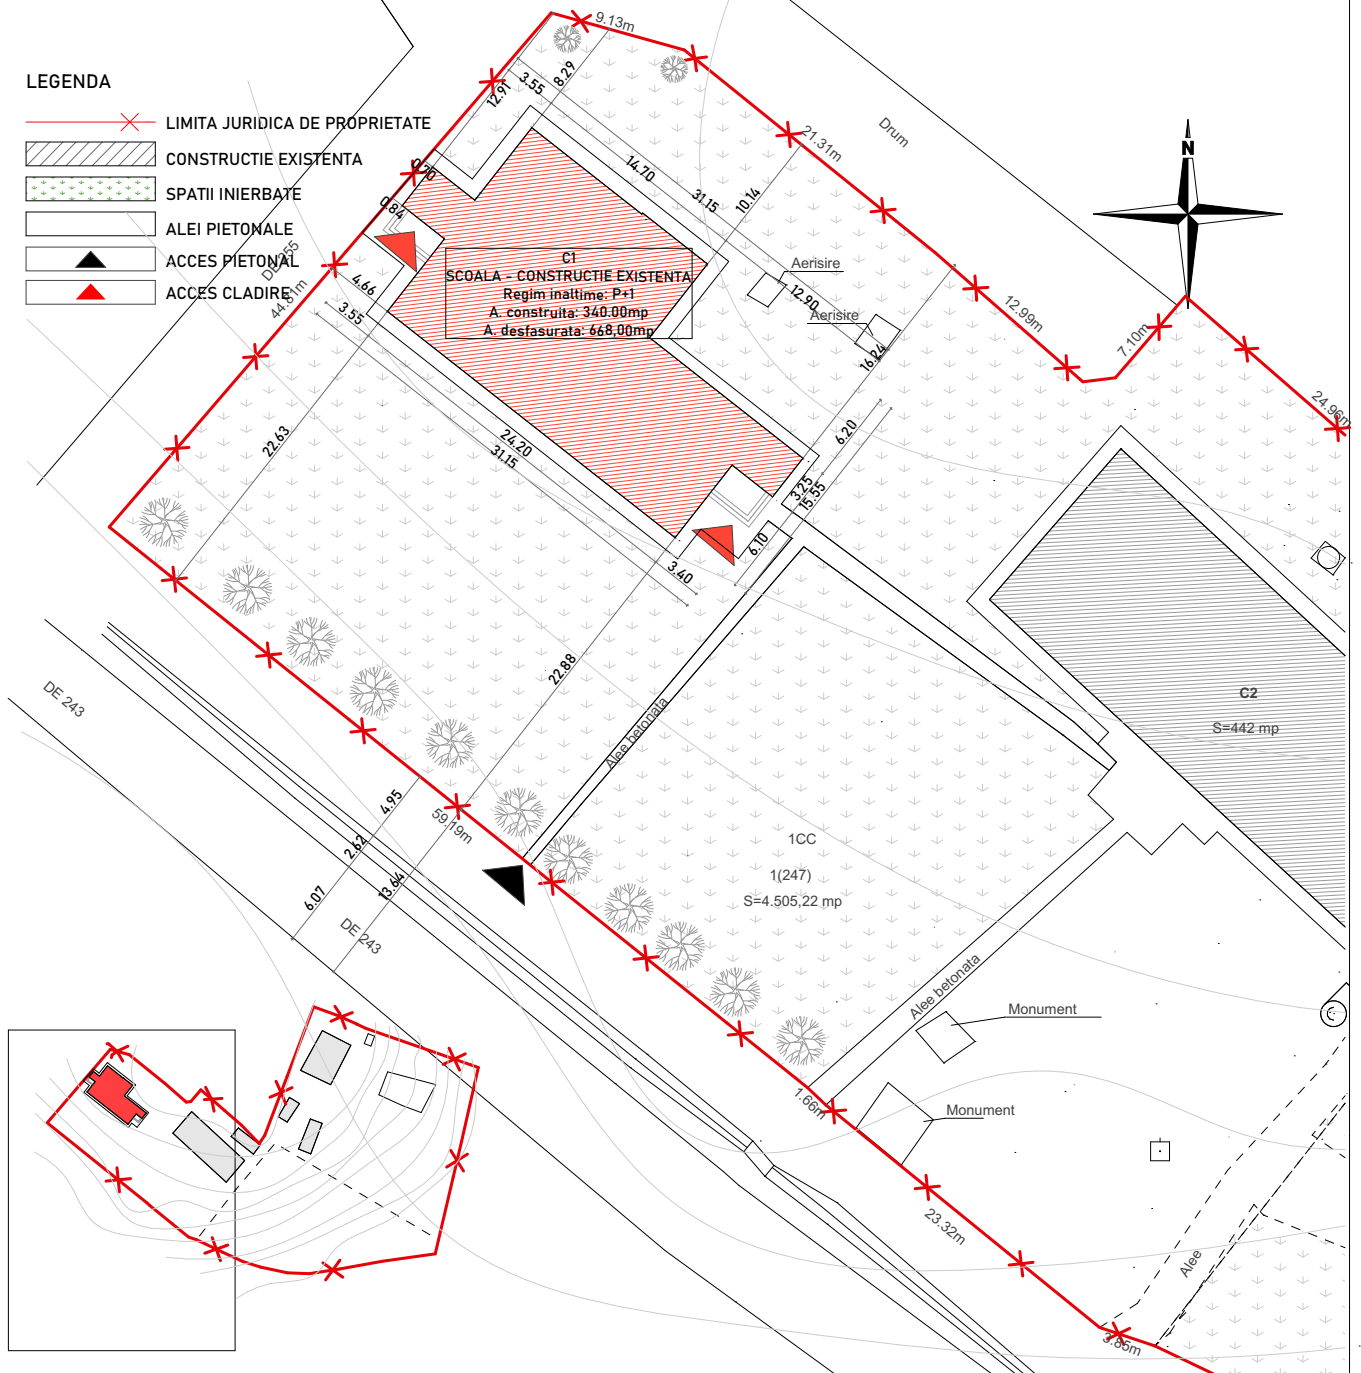 LEGENDA
LIMITA JURIDICA DE PROPRIETATE
CONSTRUCTIE EXISTENTA
SPATII INIERBATE
ALEI PIETONALE
ACCES PIETONAL
ACCES CLADIRE
9.13m
8.29
3.55
12.91
21.31m
Drum
N
14.70
31.15
10.14
0.70
0.84
DE 255
44.81m
4.66
3.55
C1
SCOALA - CONSTRUCTIE EXISTENTA
Regim inaltime: P+1
A. construita: 340.00mp
A. desfasurata: 668,00mp
Aerisire
12.90
Aerisire
16.24
12.99m
7.10m
24.96m
22.63
24.20
31.15
6.20
3.25
15.55
6.10
3.40
22.88
Alee betonata
C2
S=442 mp
DE 243
4.95
2.62
59.19m
13.64
6.07
DE 243
1CC
1(247)
S=4.505,22 mp
Alee betonata
Monument
Monument
1.66m
23.32m
Alee
3.85m